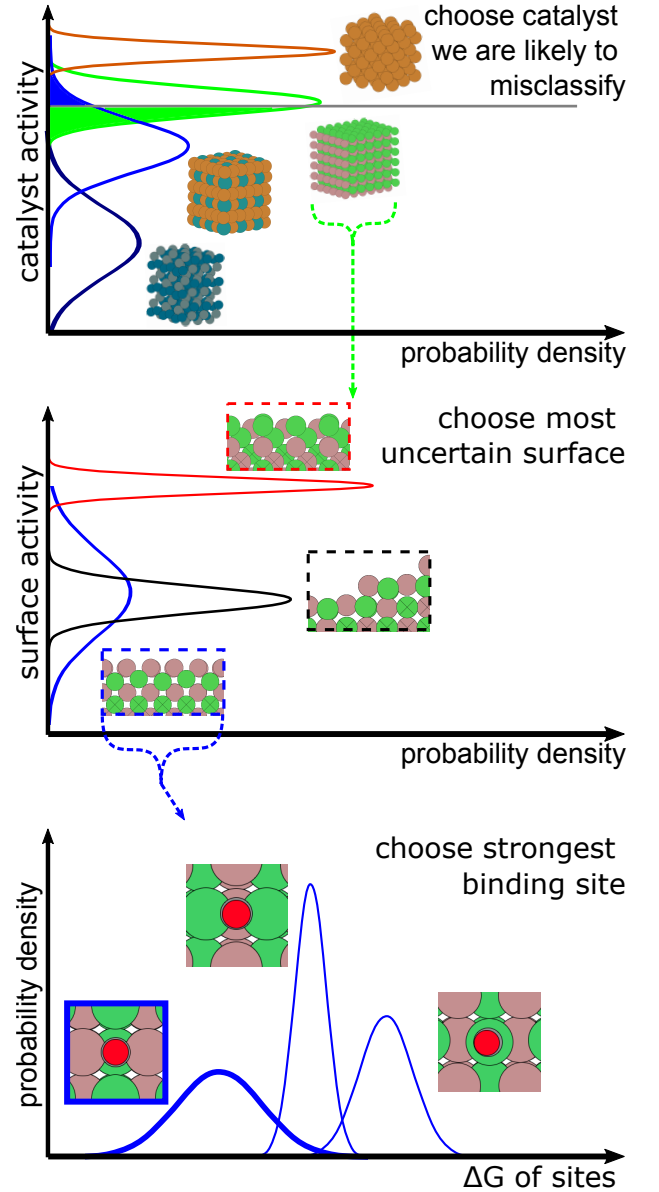 choose catalyst
we are likely to
misclassify
catalyst activity
probability density
choose most
uncertain surface
surface activity
probability density
choose strongest
binding site
probability density
ΔG of sites